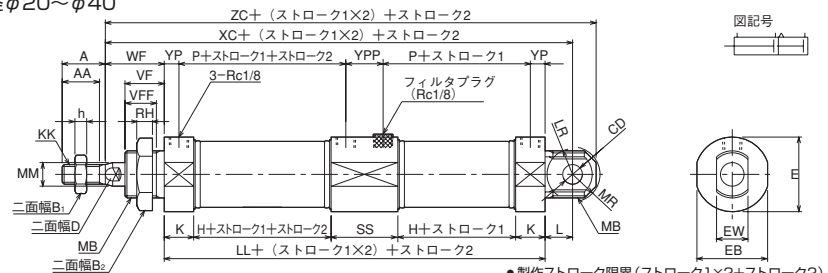 φ20～φ40
ZC＋（ストローク1×2）＋ストローク2
図記号
XC＋（ストローク1×2）＋ストローク2
A
WF
YP
P＋ストローク1＋ストローク2
YPP
P＋ストローク1
YP
AA
VF
3−Rc1/8
フィルタプラグ
（Rc1/8）
VFF
h
RH
KK
LR
CD
MM
E
MR
二面幅B₁
二面幅D
MB
MB
K
H＋ストローク1＋ストローク2
SS
H＋ストローク1
K
L
EW
LL＋（ストローク1×2）＋ストローク2
EB
二面幅B₂
●製作ストローク限界（ストローク1×2＋ストローク2）